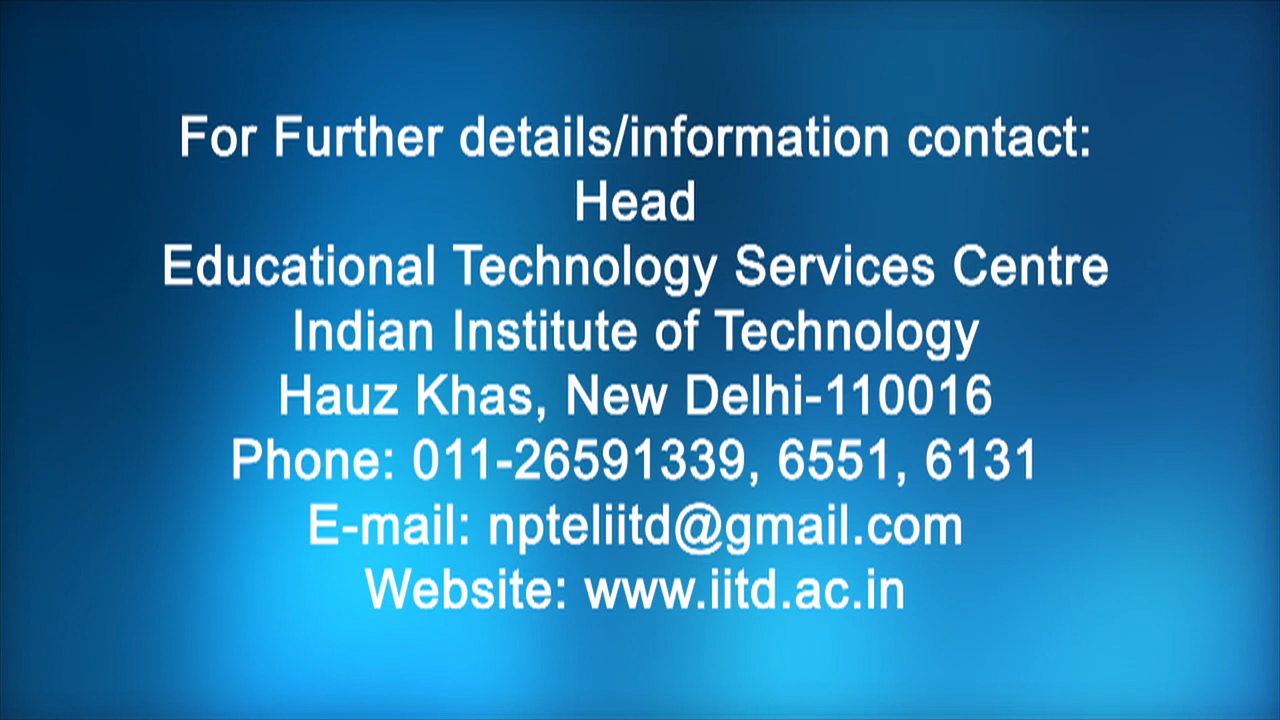 For Further details/information contact:
Head
Educational Technology Services Centre
Indian Institute of Technology
Hauz Khas, New Delhi-110016
Phone: 011-26591339, 6551, 6131
E-mail: npteliitd@gmail.com
Website: www.iitd.ac.in